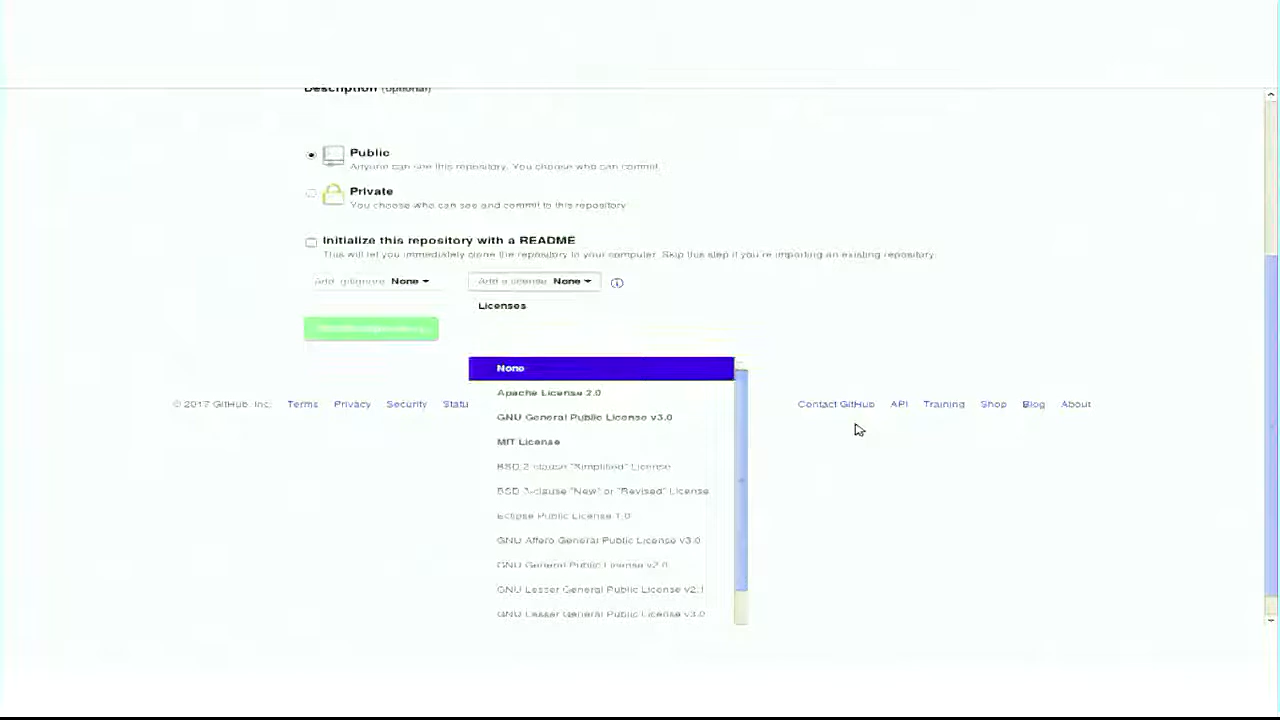 Description (optional)
Public
Anyone can see this repository. You choose who can commit.
Private
You choose who can see and commit to this repository.
Initialize this repository with a README
This will let you immediately clone the repository to your computer. Skip this step if you're importing an existing repository.
Add .gitignore: None
Add a license: None
Licenses
None
Apache License 2.0
GNU General Public License v3.0
MIT License
BSD 2-clause "Simplified" License
BSD 3-clause "New" or "Revised" License
Eclipse Public License 1.0
GNU Affero General Public License v3.0
GNU General Public License v2.0
GNU Lesser General Public License v2.1
GNU Lesser General Public License v3.0
© 2017 GitHub, Inc. Terms Privacy Security Statu Contact GitHub API Training Shop Blog About